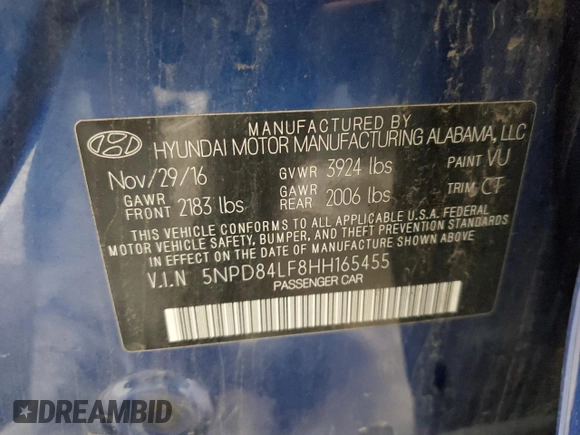 MANUFACTURED BY
HYUNDAI MOTOR MANUFACTURING ALABAMA, LLC
Nov/29/16 GVWR 3924 lbs PAINT VU
GAWR FRONT 2183 lbs GAWR REAR 2006 lbs TRIM CT
THIS VEHICLE CONFORMS TO ALL APPLICABLE U.S.A. FEDERAL
MOTOR VEHICLE SAFETY, BUMPER, AND THEFT PREVENTION STANDARDS
IN EFFECT ON THE DATE OF MANUFACTURE SHOWN ABOVE.
V.I.N 5NPD84LF8HH165455
PASSENGER CAR
DREAMBID